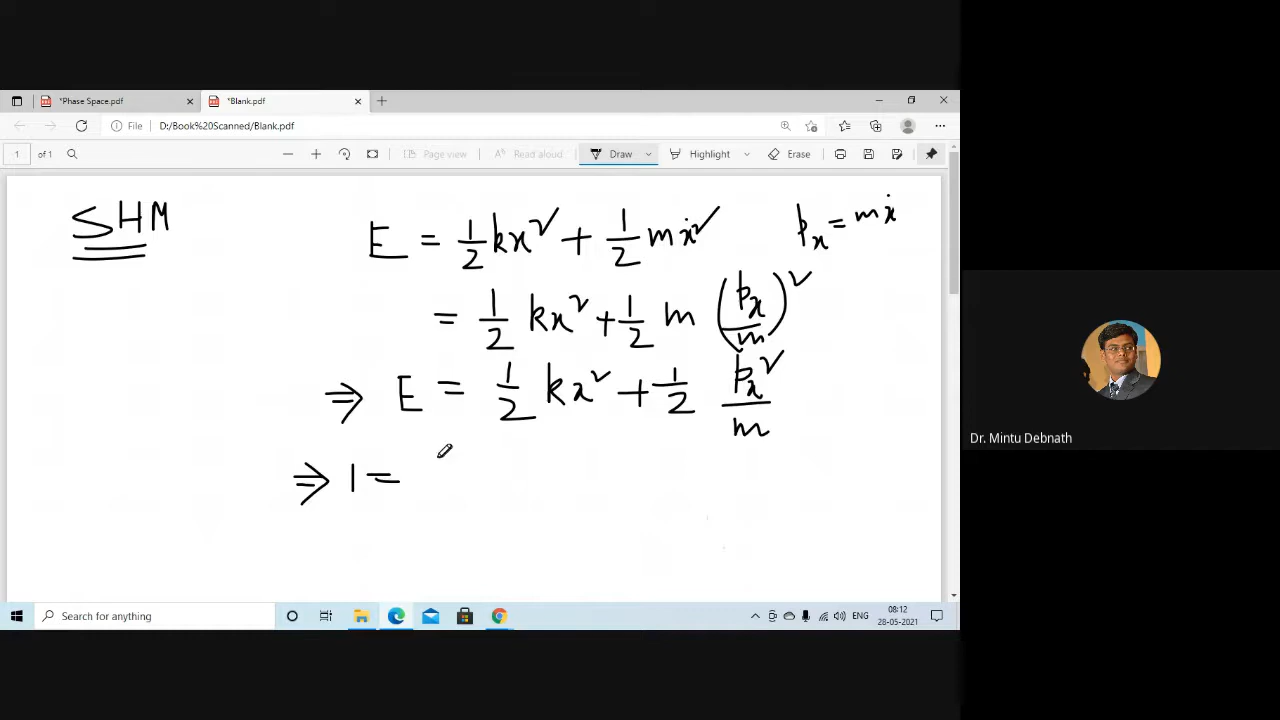 *Phase Space.pdf
*Blank.pdf
File D:/Book%20Scanned/Blank.pdf
1 of 1 Page view Read aloud Draw Highlight Erase
SHM
E = 1/2 kx² + 1/2 mẋ²
pₓ = mẋ
= 1/2 kx² + 1/2 m (pₓ/m)²
⇒ E = 1/2 kx² + 1/2 pₓ²/m
⇒ 1 =
Dr. Mintu Debnath
Search for anything
ENG
08:12
28-05-2021